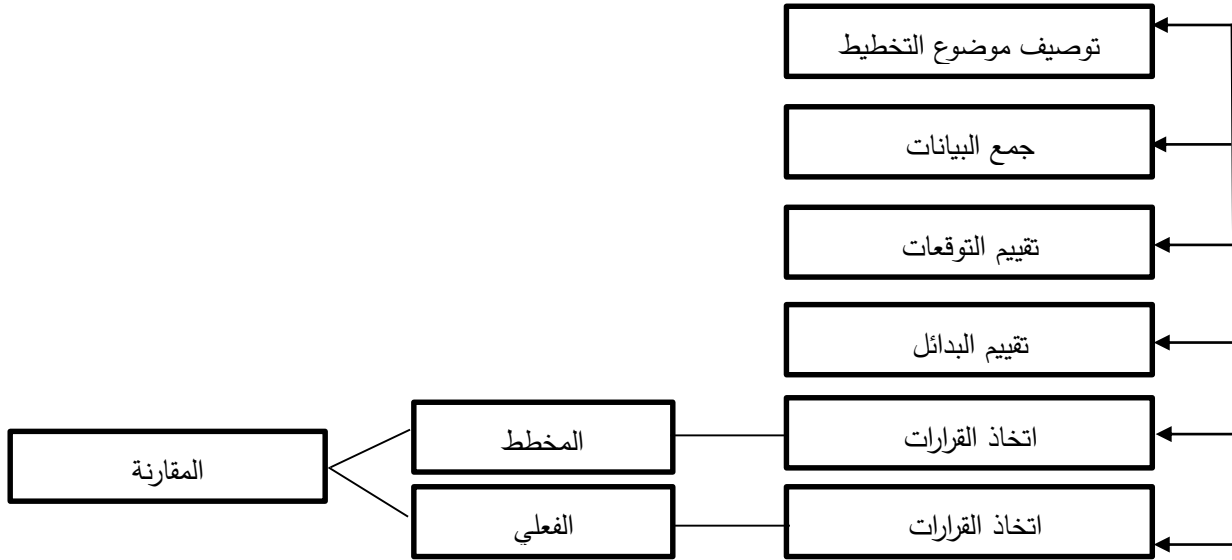 توصيف موضوع التخطيط
جمع البيانات
تقييم التوقعات
تقييم البدائل
اتخاذ القرارات
المخطط
المقارنة
اتخاذ القرارات
الفعلي